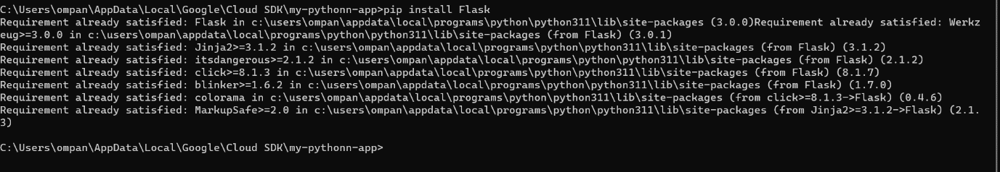 C:\Users\ompan\AppData\Local\Google\Cloud SDK\my-pythonn-app>pip install Flask
Requirement already satisfied: Flask in c:\users\ompan\appdata\local\programs\python\python311\lib\site-packages (3.0.0)Requirement already satisfied: Werkz
eug>=3.0.0 in c:\users\ompan\appdata\local\programs\python\python311\lib\site-packages (from Flask) (3.0.1)
Requirement already satisfied: Jinja2>=3.1.2 in c:\users\ompan\appdata\local\programs\python\python311\lib\site-packages (from Flask) (3.1.2)
Requirement already satisfied: itsdangerous>=2.1.2 in c:\users\ompan\appdata\local\programs\python\python311\lib\site-packages (from Flask) (2.1.2)
Requirement already satisfied: click>=8.1.3 in c:\users\ompan\appdata\local\programs\python\python311\lib\site-packages (from Flask) (8.1.7)
Requirement already satisfied: blinker>=1.6.2 in c:\users\ompan\appdata\local\programs\python\python311\lib\site-packages (from Flask) (1.7.0)
Requirement already satisfied: colorama in c:\users\ompan\appdata\local\programs\python\python311\lib\site-packages (from click>=8.1.3->Flask) (0.4.6)
Requirement already satisfied: MarkupSafe>=2.0 in c:\users\ompan\appdata\local\programs\python\python311\lib\site-packages (from Jinja2>=3.1.2->Flask) (2.1.
3)
C:\Users\ompan\AppData\Local\Google\Cloud SDK\my-pythonn-app>